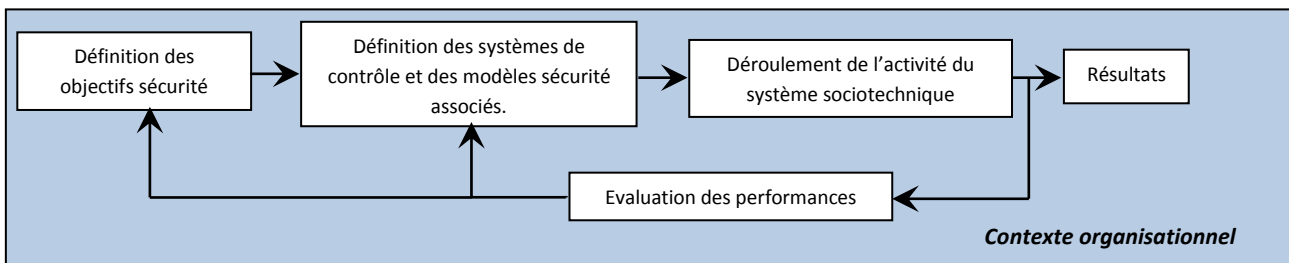 Définition des
objectifs sécurité
Définition des systèmes de
contrôle et des modèles sécurité
associés.
Déroulement de l’activité du
système sociotechnique
Résultats
Evaluation des performances
Contexte organisationnel